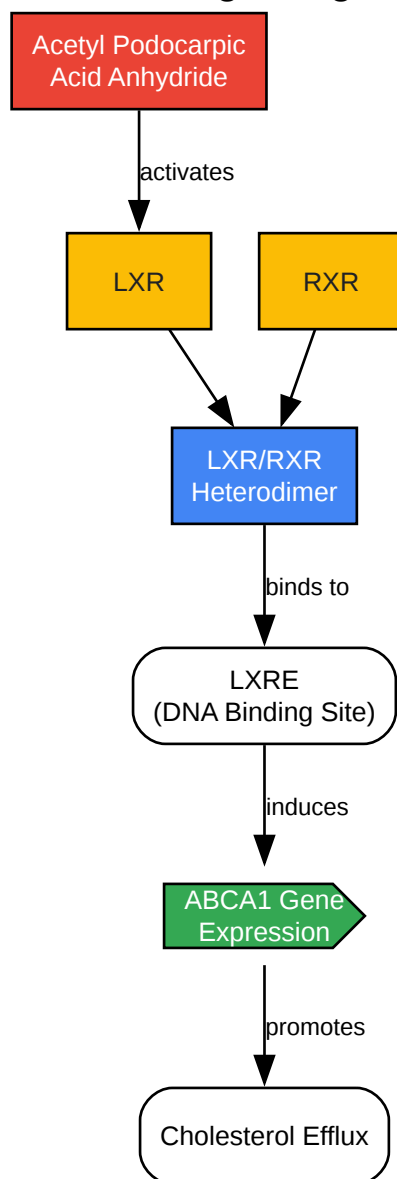 Acetyl Podocarpic
Acid Anhydride
activates
LXR
RXR
LXR/RXR
Heterodimer
binds to
LXRE
(DNA Binding Site)
induces
ABCA1 Gene
Expression
promotes
Cholesterol Efflux